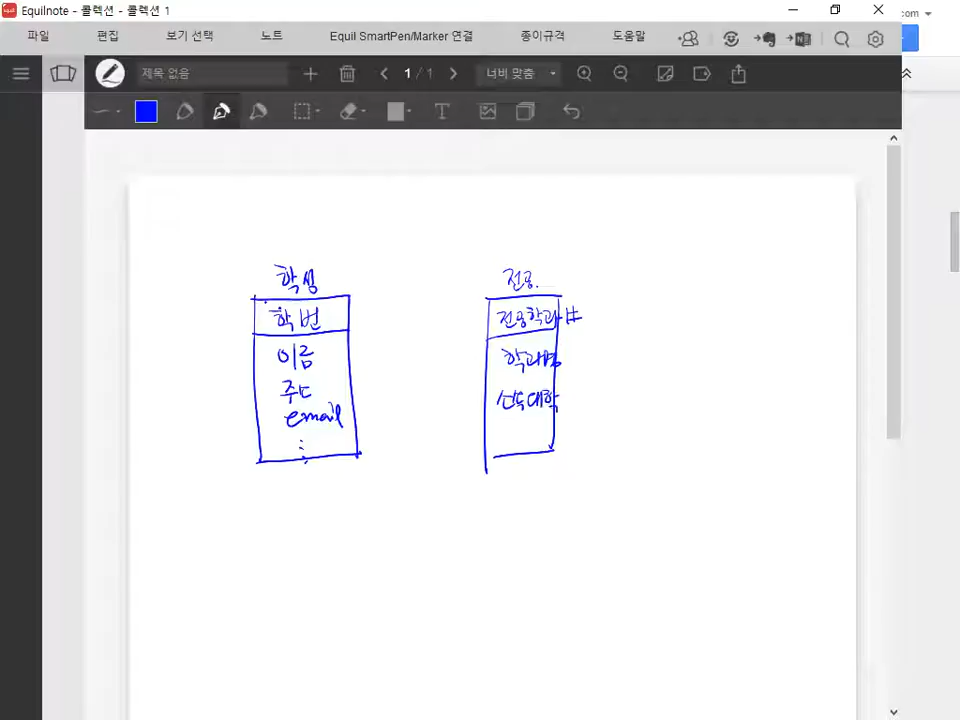 Equilnote - 콜렉션 - 콜렉션 1
.com
파일 편집 보기 선택 노트 Equil SmartPen/Marker 연결 종이규격 도움말
제목 없음 1 / 1 너비 맞춤
T
학생
학번
이름
주소
email
⋮
전공
전공학과 #
학과명
소속대학